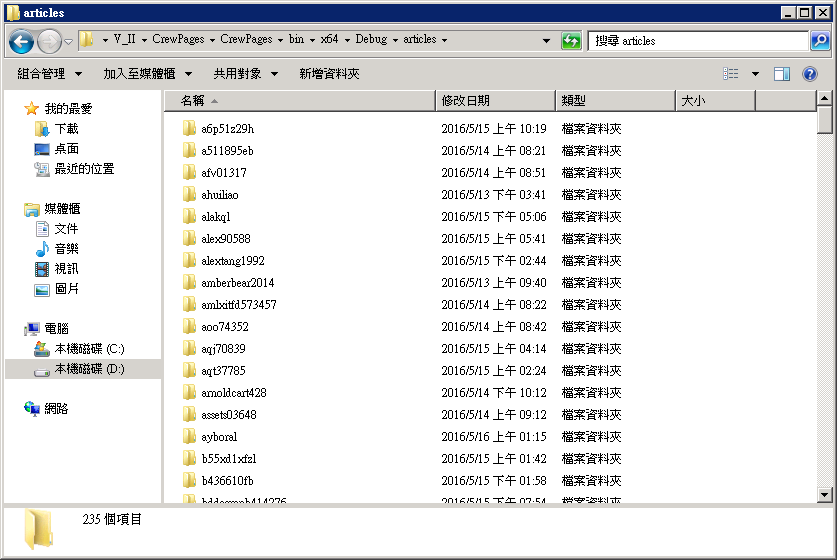 articles
V_II CrewPages CrewPages bin x64 Debug articles
搜尋 articles
組合管理 加入至媒體櫃 共用對象 新增資料夾
我的最愛
下載
桌面
最近的位置
媒體櫃
文件
音樂
視訊
圖片
電腦
本機磁碟 (C:)
本機磁碟 (D:)
網路
名稱 修改日期 類型 大小
a6p51z29h 2016/5/15 上午 10:19 檔案資料夾
a511895eb 2016/5/14 上午 08:21 檔案資料夾
afv01317 2016/5/14 上午 08:51 檔案資料夾
ahuiliao 2016/5/13 下午 03:41 檔案資料夾
alakq1 2016/5/15 下午 05:06 檔案資料夾
alex90588 2016/5/15 上午 05:41 檔案資料夾
alextang1992 2016/5/15 下午 02:44 檔案資料夾
amberbear2014 2016/5/13 上午 09:40 檔案資料夾
amlxitfd573457 2016/5/14 上午 08:22 檔案資料夾
aoo74352 2016/5/14 上午 08:42 檔案資料夾
aqj70839 2016/5/15 上午 04:14 檔案資料夾
aqt37785 2016/5/15 上午 02:24 檔案資料夾
arnoldcart428 2016/5/14 下午 10:12 檔案資料夾
assets03648 2016/5/14 上午 09:12 檔案資料夾
ayboral 2016/5/16 上午 01:15 檔案資料夾
b55xd1xfzl 2016/5/15 上午 01:42 檔案資料夾
b436610fb 2016/5/15 上午 01:58 檔案資料夾
2016/5/15 下午 07:54 檔案資料夾
235 個項目